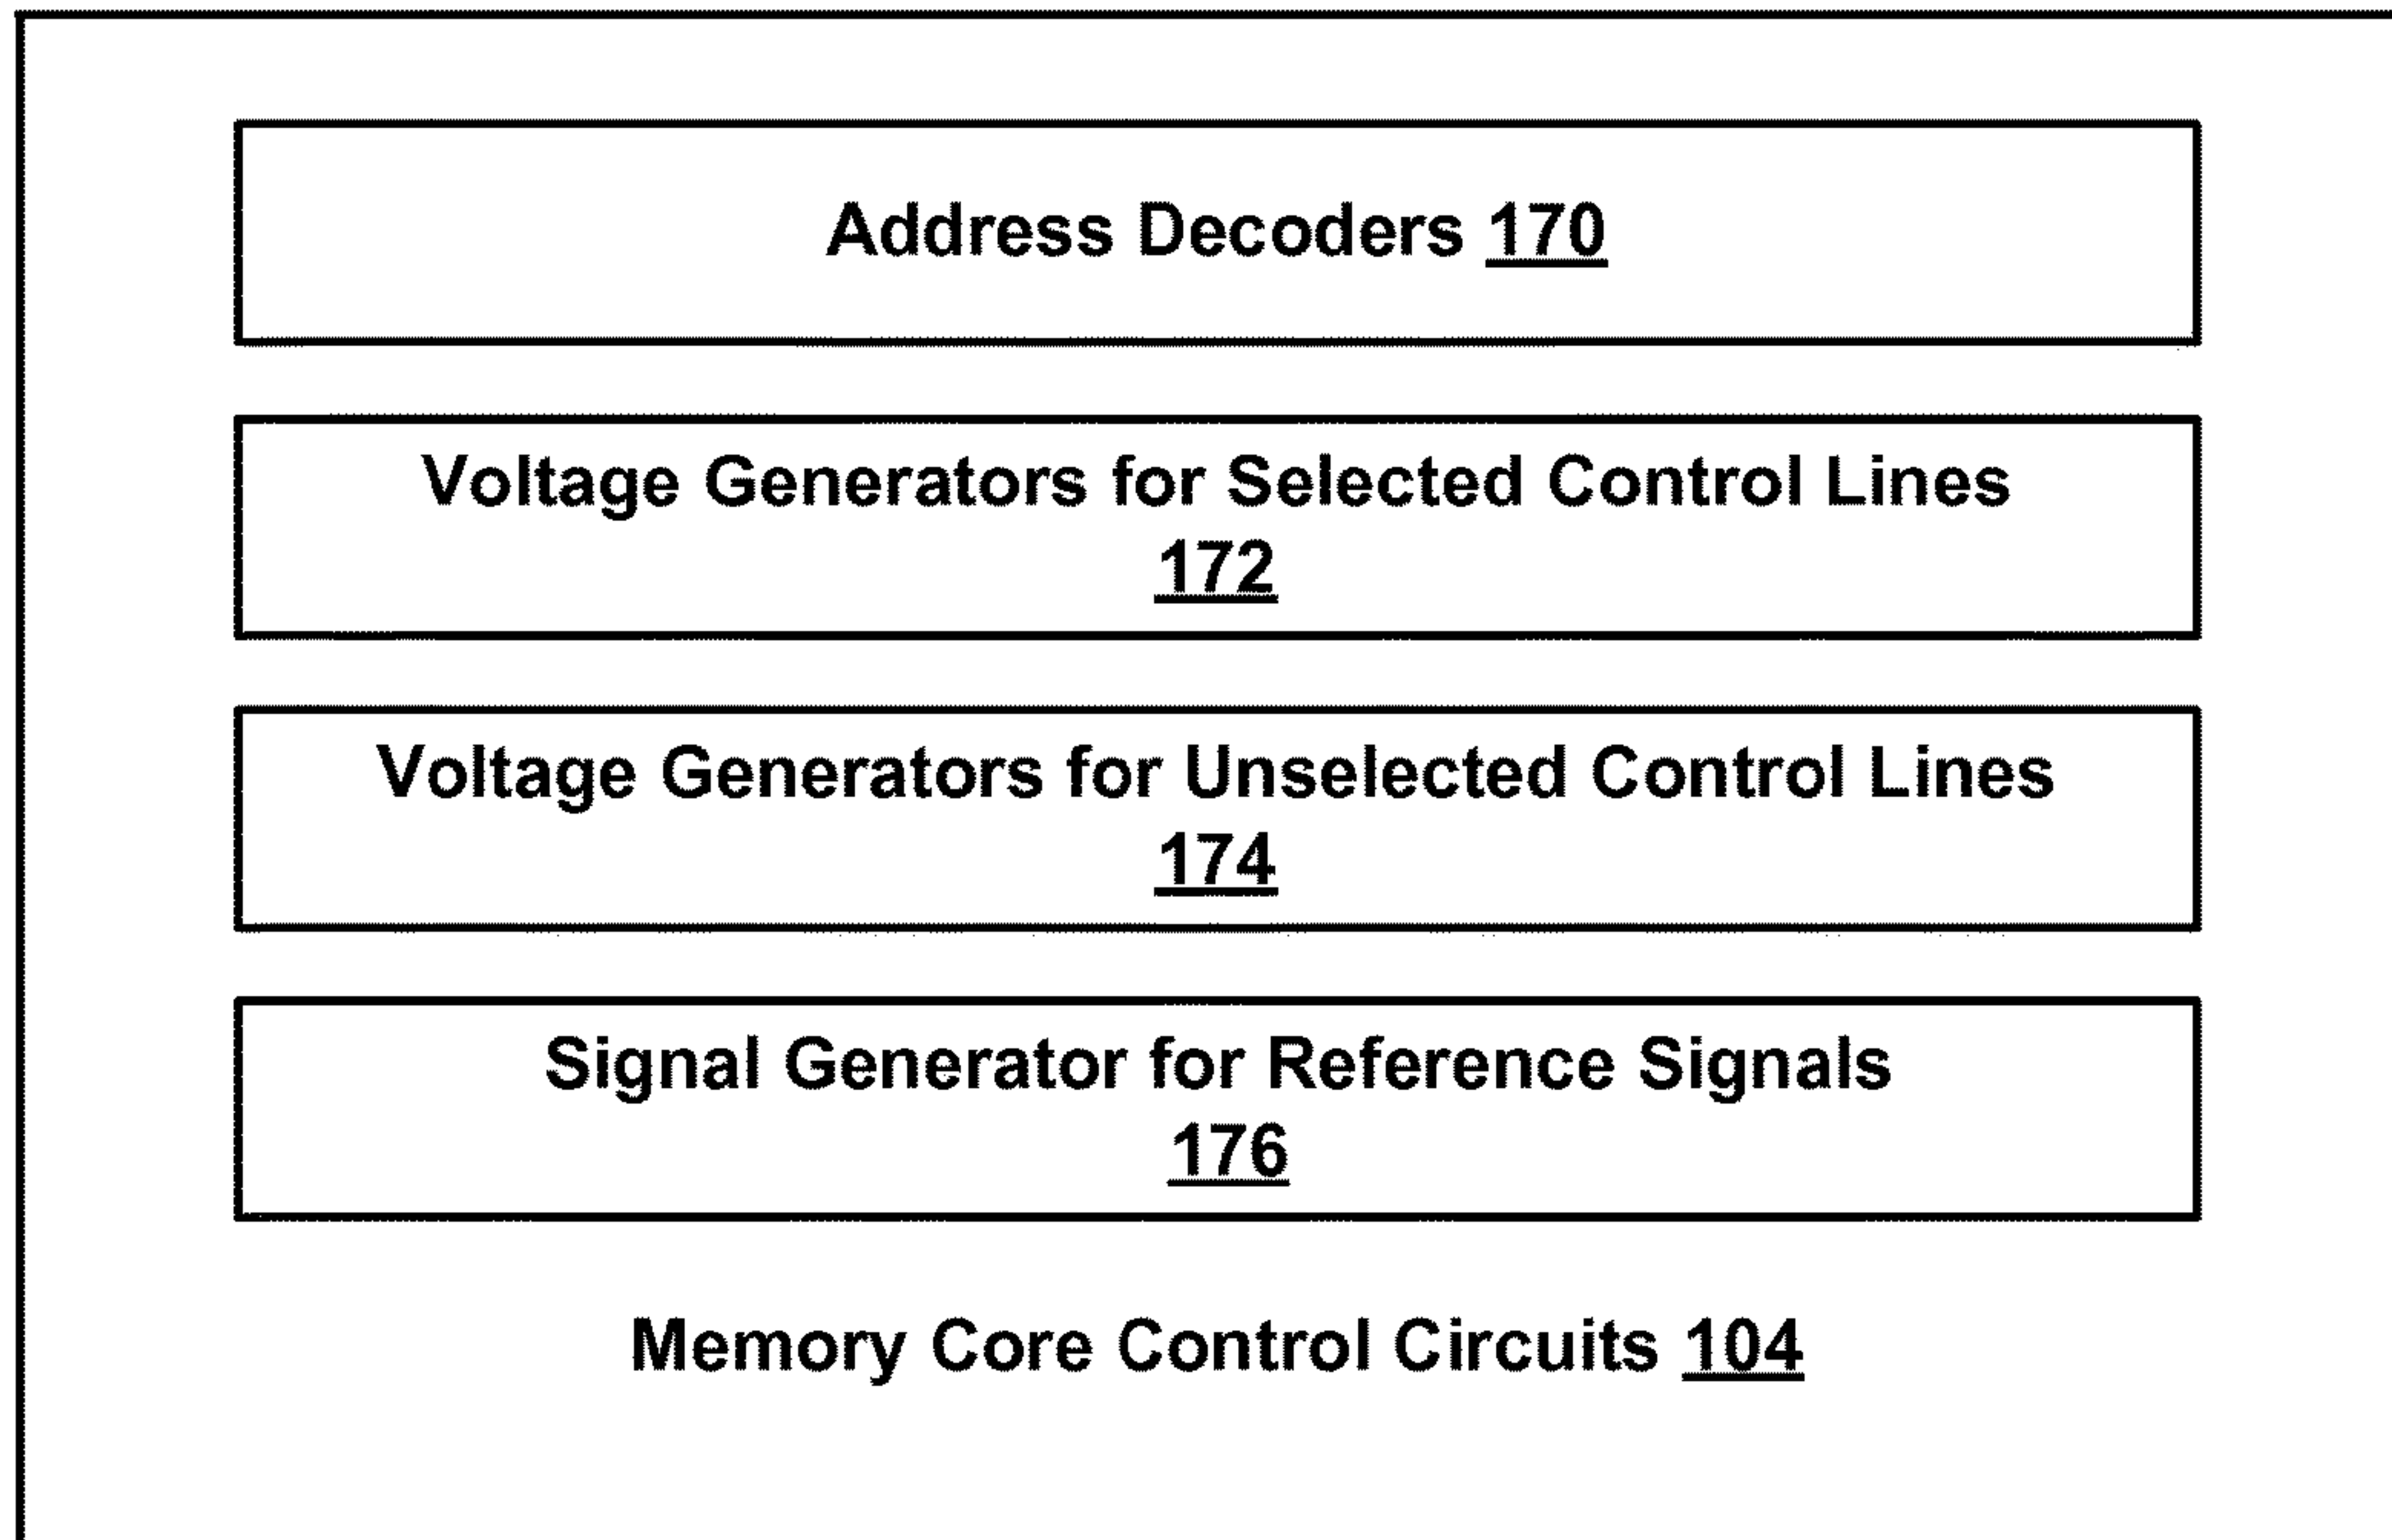 Address Decoders 170
Voltage Generators for Selected Control Lines
172
Voltage Generators for Unselected Control Lines
174
Signal Generator for Reference Signals
176
Memory Core Control Circuits 104